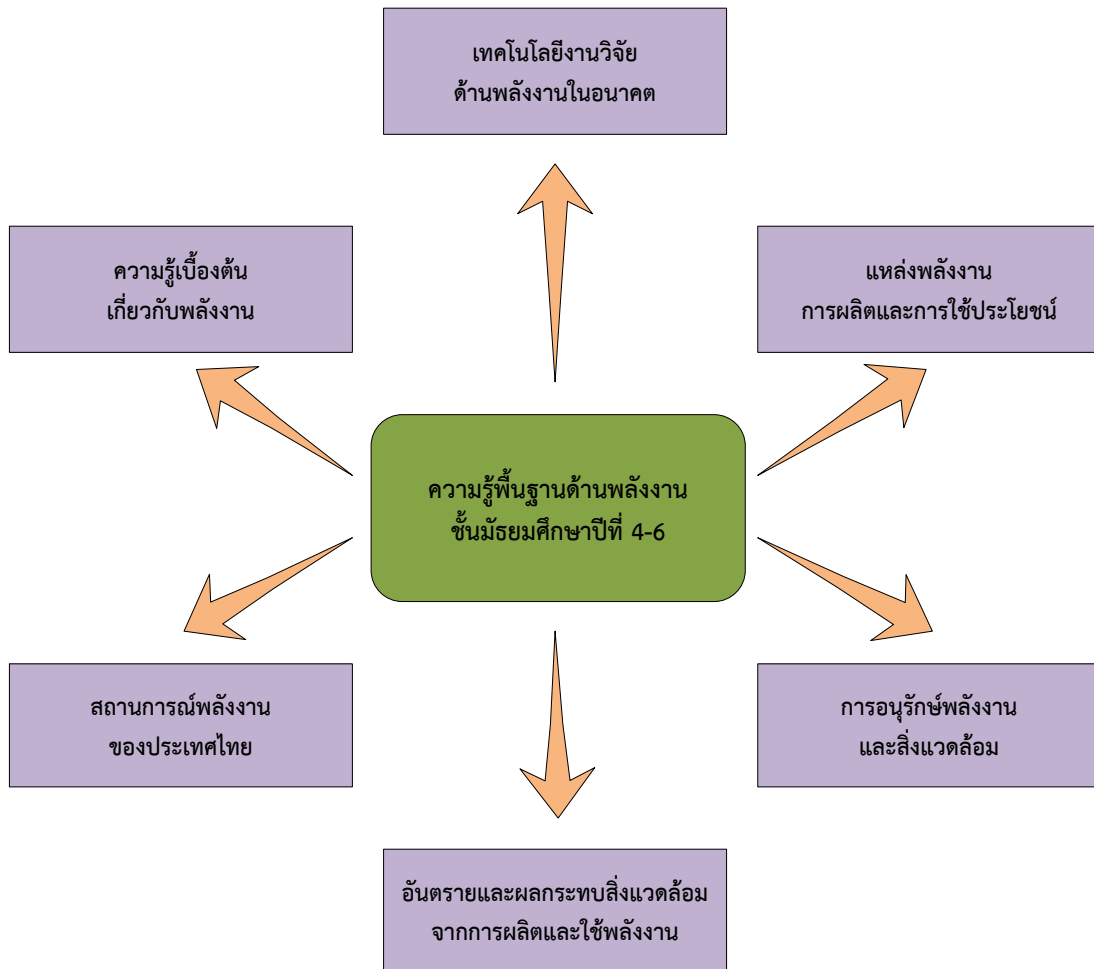 เทคโนโลยีงานวิจัย
ด้านพลังงานในอนาคต
ความรู้เบื้องต้น
เกี่ยวกับพลังงาน
แหล่งพลังงาน
การผลิตและการใช้ประโยชน์
ความรู้พื้นฐานด้านพลังงาน
ชั้นมัธยมศึกษาปีที่ 4-6
สถานการณ์พลังงาน
ของประเทศไทย
การอนุรักษ์พลังงาน
และสิ่งแวดล้อม
อันตรายและผลกระทบสิ่งแวดล้อม
จากการผลิตและใช้พลังงาน